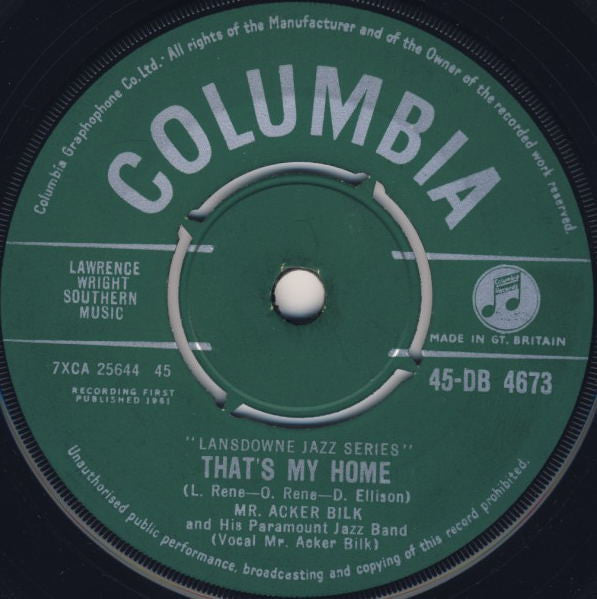 Columbia Graphophone Co. Ltd. · All rights of the Manufacturer and of the Owner of the recorded work reserved.
COLUMBIA
LAWRENCE
WRIGHT
SOUTHERN
MUSIC
Columbia
Records
MADE IN GT. BRITAIN
7XCA 25644 45
RECORDING FIRST
PUBLISHED 1961
45-DB 4673
"LANSDOWNE JAZZ SERIES"
THAT'S MY HOME
(L. Rene—O. Rene—D. Ellison)
MR. ACKER BILK
and His Paramount Jazz Band
(Vocal Mr. Acker Bilk)
Unauthorised public performance, broadcasting and copying of this record prohibited.